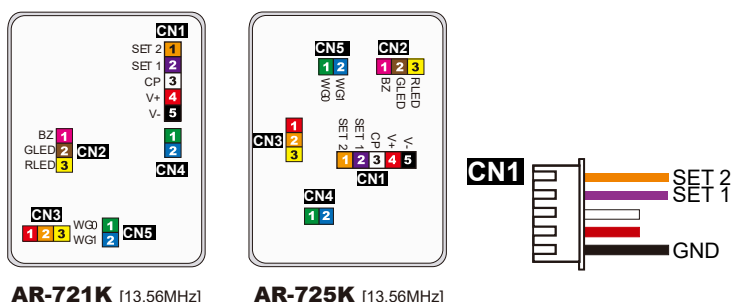 CN1
SET 2 1
SET 1 2
CP 3
V+ 4
V- 5
BZ 1
GLED 2 CN2
RLED 3
1
2
CN4
CN3
1 2 3
WG0 1
WG1 2
CN5
AR-721K [13.56MHz]
CN5
1 2
WG0 WG1
CN2
1 2 3
BZ GLED RLED
CN3
1
2
3
SET 2 SET 1 CP V+ V-
1 2 3 4 5
CN1
CN4
1 2
AR-725K [13.56MHz]
CN1
SET 2
SET 1
GND